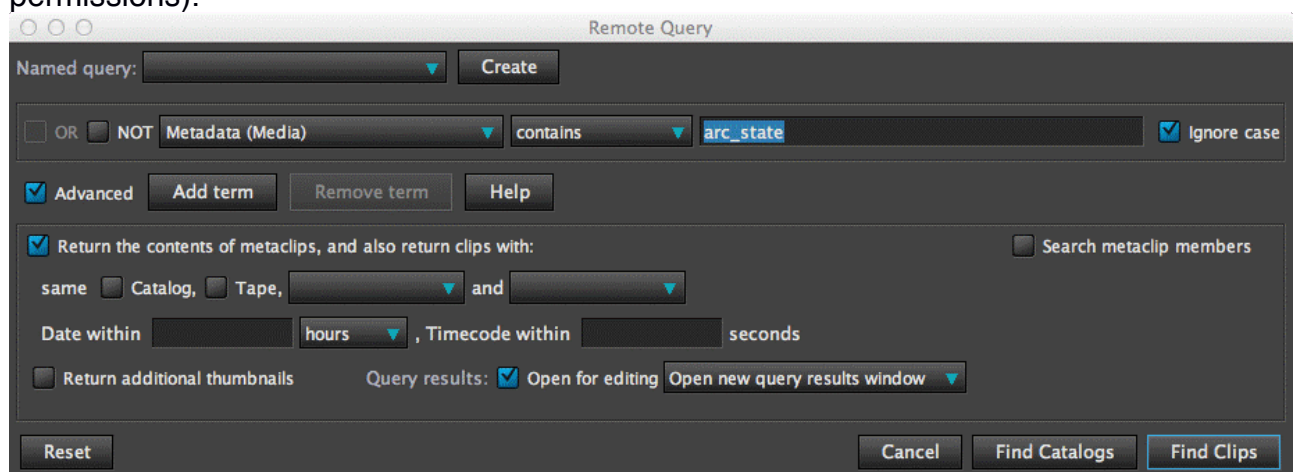 permissions).
Remote Query
Named query: Create
OR NOT Metadata (Media) contains arc_state Ignore case
Advanced Add term Remove term Help
Return the contents of metaclips, and also return clips with: Search metaclip members
same Catalog, Tape, and
Date within hours , Timecode within seconds
Return additional thumbnails Query results: Open for editing Open new query results window
Reset Cancel Find Catalogs Find Clips